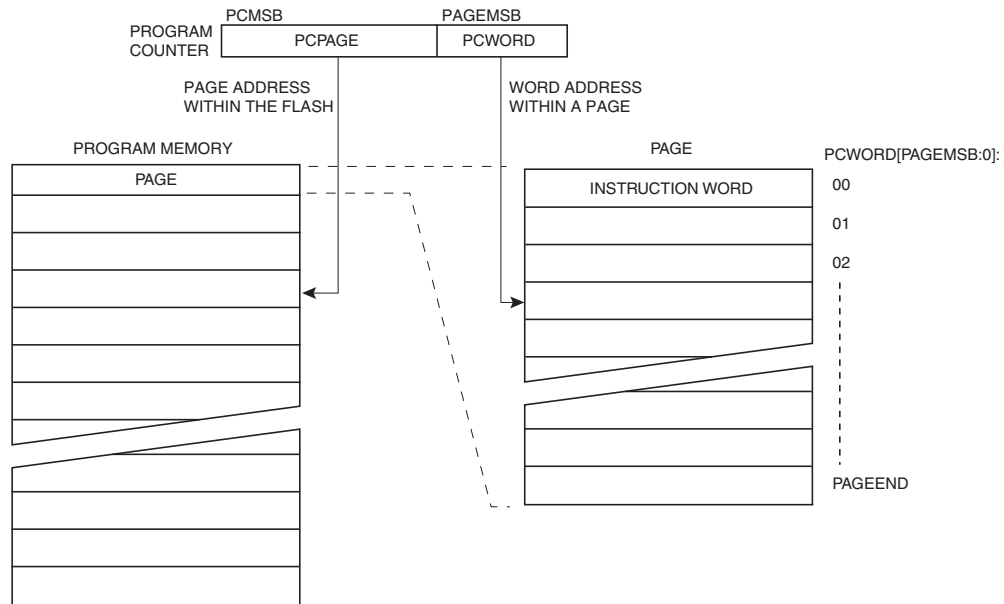 PCMSB PAGEMSB
PROGRAM
COUNTER
PCPAGE PCWORD
PAGE ADDRESS
WITHIN THE FLASH
WORD ADDRESS
WITHIN A PAGE
PROGRAM MEMORY
PAGE
PAGE
PCWORD[PAGEMSB:0]:
INSTRUCTION WORD
00
01
02
PAGEEND